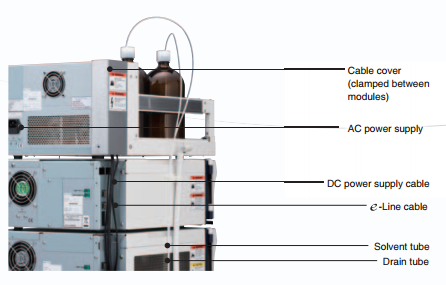 Cable cover
(clamped between
modules)
AC power supply
DC power supply cable
e-Line cable
Solvent tube
Drain tube